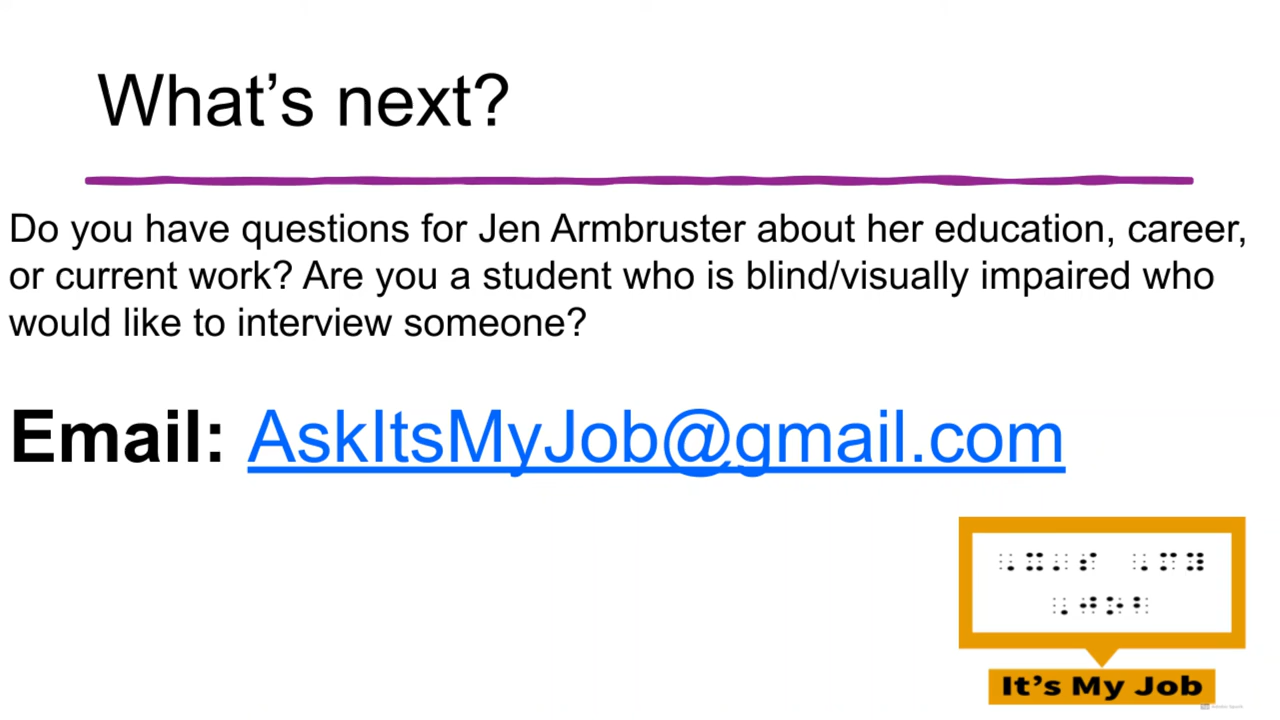 What's next?
Do you have questions for Jen Armbruster about her education, career,
or current work? Are you a student who is blind/visually impaired who
would like to interview someone?
Email: AskItsMyJob@gmail.com
⠠⠭⠄⠎ ⠠⠍⠽
⠠⠚⠕⠃
It's My Job